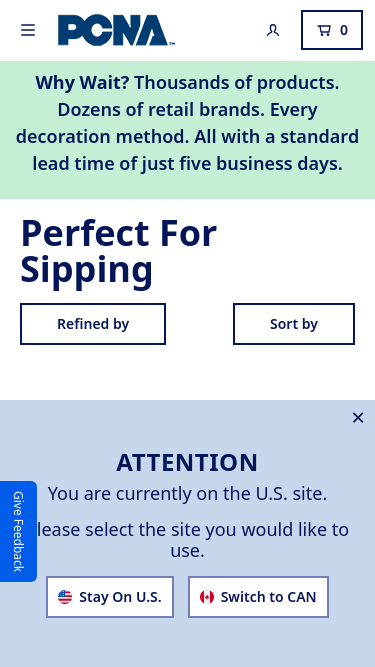 PCNA
0
Why Wait? Thousands of products.
Dozens of retail brands. Every
decoration method. All with a standard
lead time of just five business days.
Perfect For
Sipping
Refined by
Sort by
ATTENTION
You are currently on the U.S. site.
lease select the site you would like to
use.
Give Feedback
Stay On U.S.
Switch to CAN